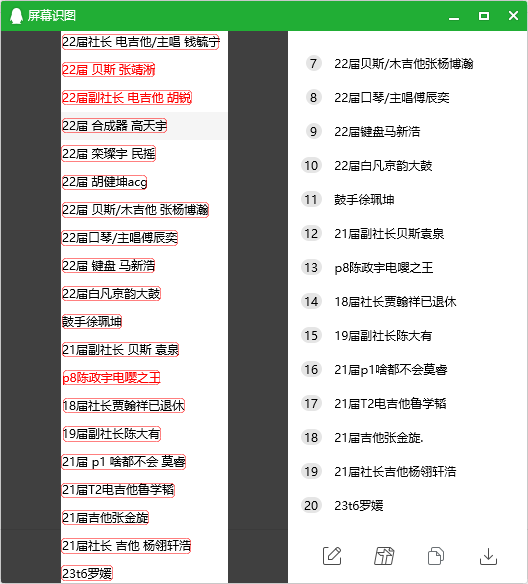 屏幕识图
22届社长 电吉他/主唱 钱毓宁
22届 贝斯 张靖淅
22届副社长 电吉他 胡锐
22届 合成器 高天宇
22届 栾璨宇 民摇
22届 胡健坤acg
22届 贝斯/木吉他 张杨博瀚
22届口琴/主唱傅辰奕
22届 键盘 马新浩
22届白凡京韵大鼓
鼓手徐珮坤
21届副社长 贝斯 袁泉
p8陈政宇电嘤之王
18届社长贾翰祥已退休
19届副社长陈大有
21届 p1 啥都不会 莫睿
21届T2电吉他鲁学韬
21届吉他张金旋
21届社长 吉他 杨翎轩浩
23t6罗媛
7 22届贝斯/木吉他张杨博瀚
8 22届口琴/主唱傅辰奕
9 22届键盘马新浩
10 22届白凡京韵大鼓
11 鼓手徐珮坤
12 21届副社长贝斯袁泉
13 p8陈政宇电嘤之王
14 18届社长贾翰祥已退休
15 19届副社长陈大有
16 21届p1啥都不会莫睿
17 21届T2电吉他鲁学韬
18 21届吉他张金旋.
19 21届社长吉他杨翎轩浩
20 23t6罗媛